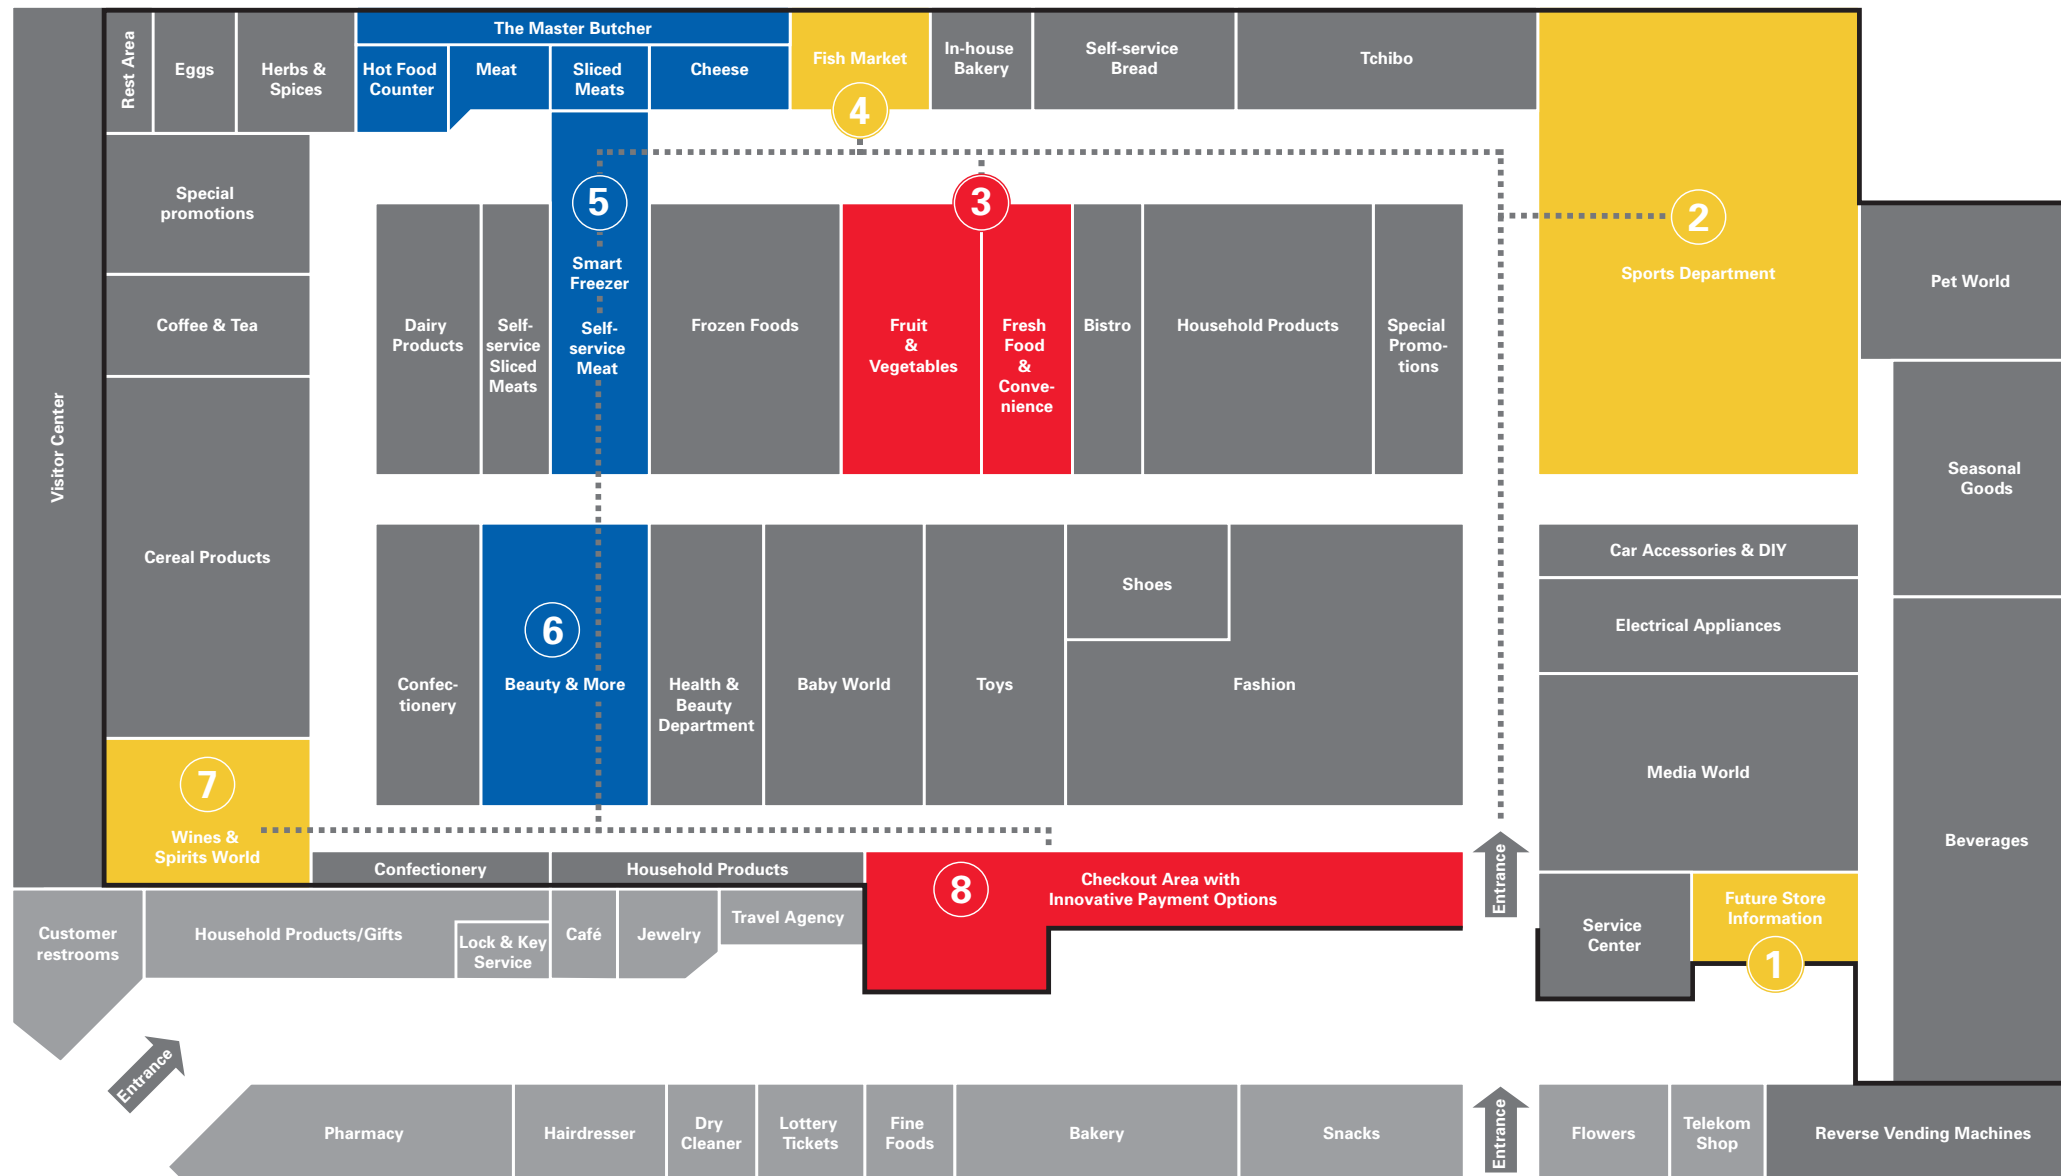 Rest Area
Eggs
Herbs &
Spices
The Master Butcher
Hot Food
Counter
Meat
Sliced
Meats
Cheese
Fish Market
4
In-house
Bakery
Self-service
Bread
Tchibo
2
Sports Department
Pet World
Visitor Center
Special
promotions
Coffee & Tea
Cereal Products
Dairy
Products
Self-
service
Sliced
Meats
5
Smart
Freezer
Self-
service
Meat
Frozen Foods
3
Fruit
&
Vegetables
Fresh
Food
&
Conve-
nience
Bistro
Household Products
Special
Promo-
tions
Seasonal
Goods
Confec-
tionery
6
Beauty & More
Health &
Beauty
Department
Baby World
Toys
Shoes
Fashion
Car Accessories & DIY
Electrical Appliances
Media World
Beverages
7
Wines &
Spirits World
Confectionery
Household Products
8
Checkout Area with
Innovative Payment Options
Entrance
Service
Center
Future Store
Information
1
Customer
restrooms
Household Products/Gifts
Lock & Key
Service
Café
Jewelry
Travel Agency
Entrance
Pharmacy
Hairdresser
Dry
Cleaner
Lottery
Tickets
Fine
Foods
Bakery
Snacks
Entrance
Flowers
Telekom
Shop
Reverse Vending Machines